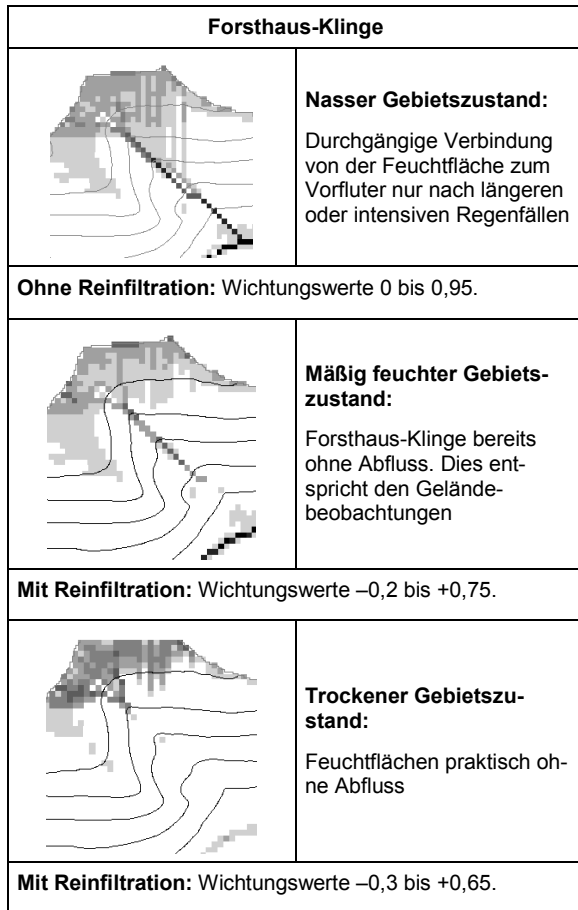 Forsthaus-Klinge
Nasser Gebietszustand:
Durchgängige Verbindung
von der Feuchtfläche zum
Vorfluter nur nach längeren
oder intensiven Regenfällen
Ohne Reinfiltration: Wichtungswerte 0 bis 0,95.
Mäßig feuchter Gebiets-
zustand:
Forsthaus-Klinge bereits
ohne Abfluss. Dies ent-
spricht den Gelände-
beobachtungen
Mit Reinfiltration: Wichtungswerte –0,2 bis +0,75.
Trockener Gebietszu-
stand:
Feuchtflächen praktisch oh-
ne Abfluss
Mit Reinfiltration: Wichtungswerte –0,3 bis +0,65.